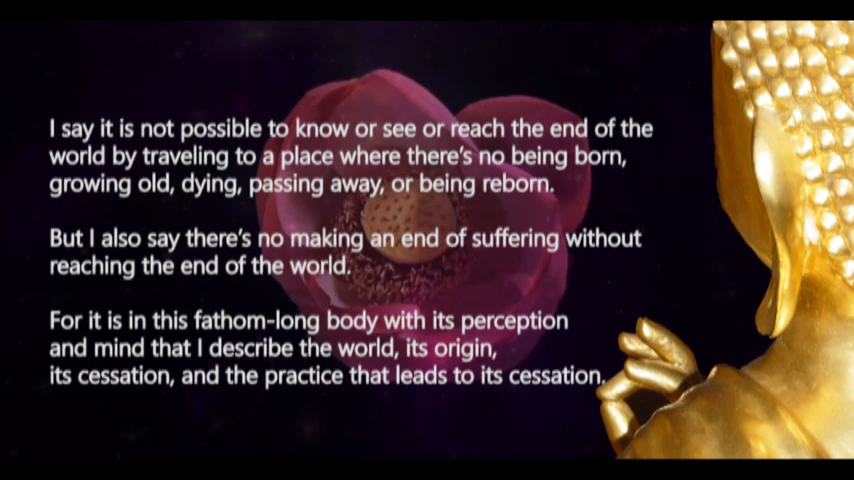 I say it is not possible to know or see or reach the end of the
world by traveling to a place where there's no being born,
growing old, dying, passing away, or being reborn.
But I also say there's no making an end of suffering without
reaching the end of the world.
For it is in this fathom-long body with its perception
and mind that I describe the world, its origin,
its cessation, and the practice that leads to its cessation.